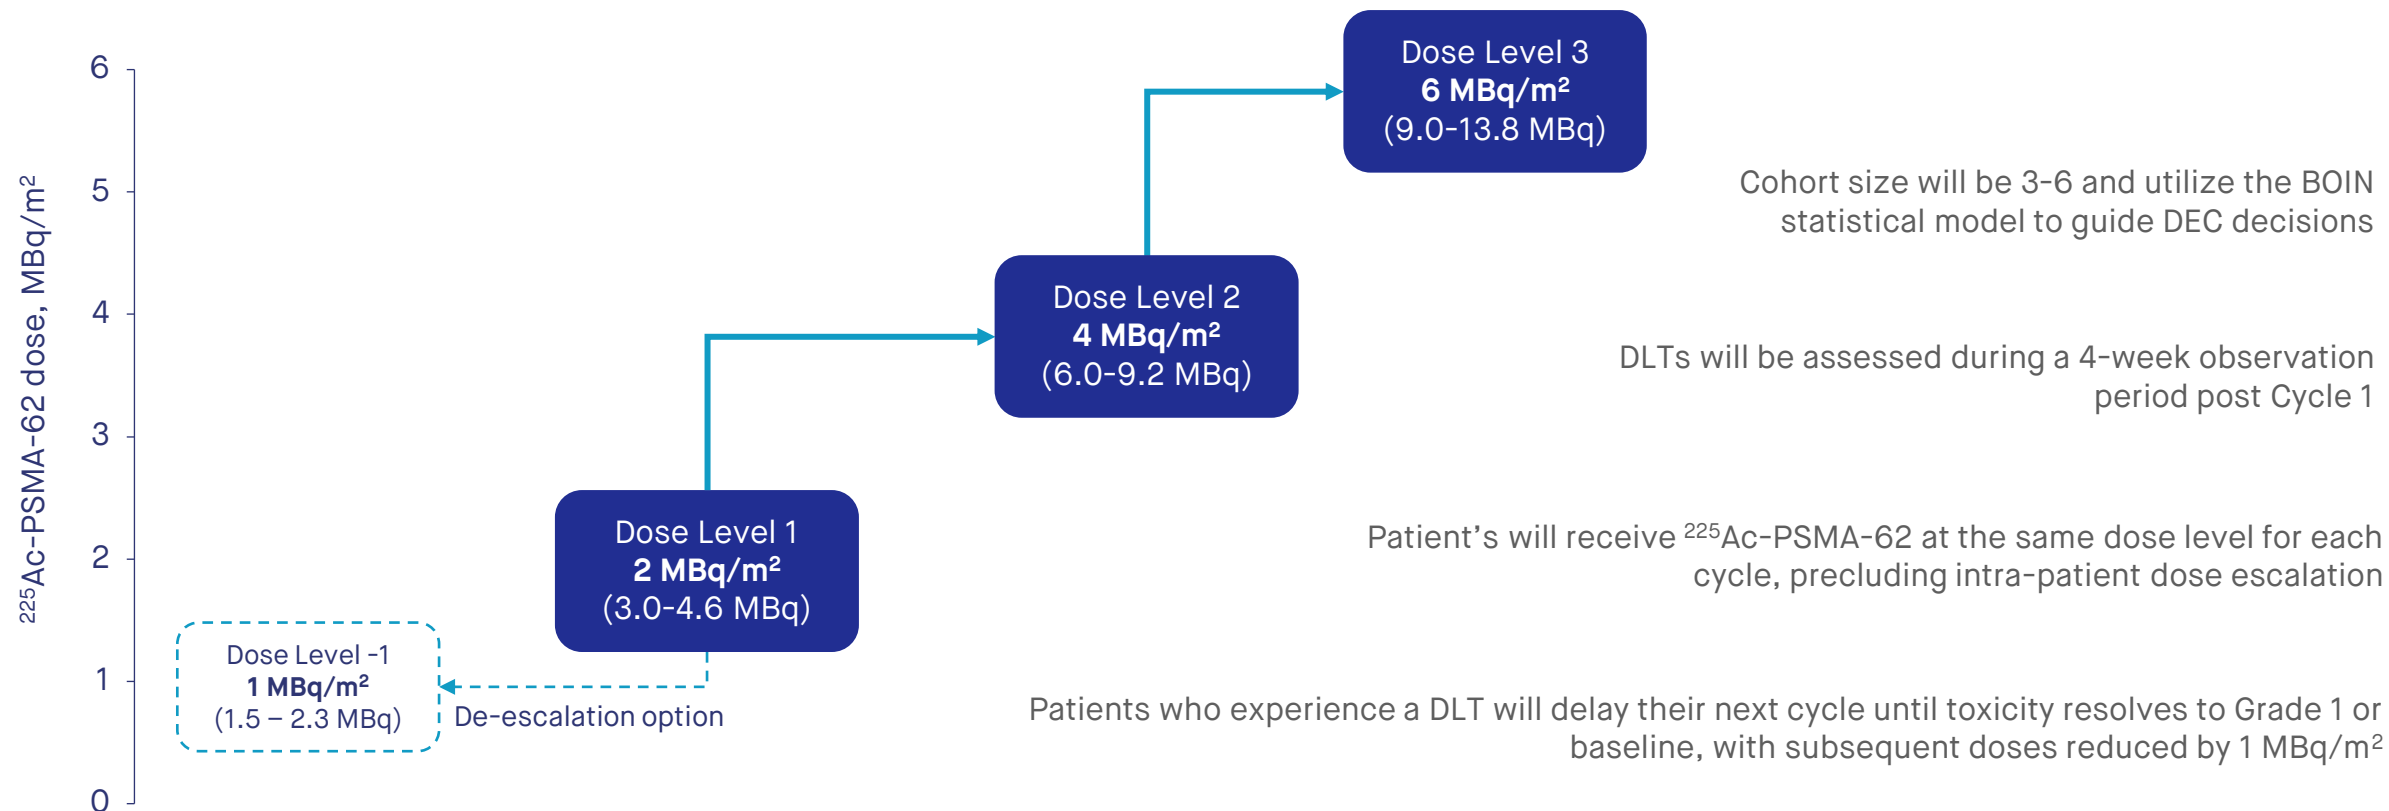 ²²⁵Ac-PSMA-62 dose, MBq/m²
6
5
4
3
2
1
0
Dose Level -1
1 MBq/m²
(1.5 – 2.3 MBq)
De-escalation option
Dose Level 1
2 MBq/m²
(3.0-4.6 MBq)
Dose Level 2
4 MBq/m²
(6.0-9.2 MBq)
Dose Level 3
6 MBq/m²
(9.0-13.8 MBq)
Cohort size will be 3-6 and utilize the BOIN
statistical model to guide DEC decisions
DLTs will be assessed during a 4-week observation
period post Cycle 1
Patient’s will receive ²²⁵Ac-PSMA-62 at the same dose level for each
cycle, precluding intra-patient dose escalation
Patients who experience a DLT will delay their next cycle until toxicity resolves to Grade 1 or
baseline, with subsequent doses reduced by 1 MBq/m²